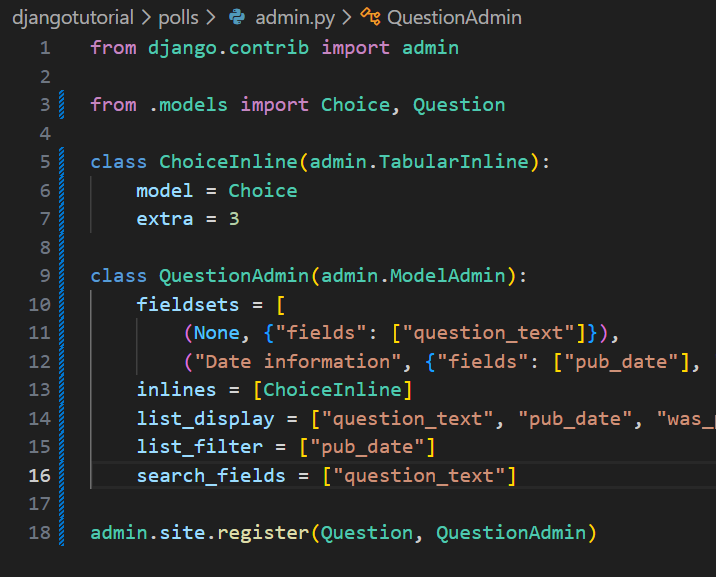 djangotutorial > polls > admin.py > QuestionAdmin
1 from django.contrib import admin
2
3 from .models import Choice, Question
4
5 class ChoiceInline(admin.TabularInline):
6     model = Choice
7     extra = 3
8
9 class QuestionAdmin(admin.ModelAdmin):
10     fieldsets = [
11         (None, {"fields": ["question_text"]}),
12         ("Date information", {"fields": ["pub_date"],
13     inlines = [ChoiceInline]
14     list_display = ["question_text", "pub_date", "was_
15     list_filter = ["pub_date"]
16     search_fields = ["question_text"]
17
18 admin.site.register(Question, QuestionAdmin)